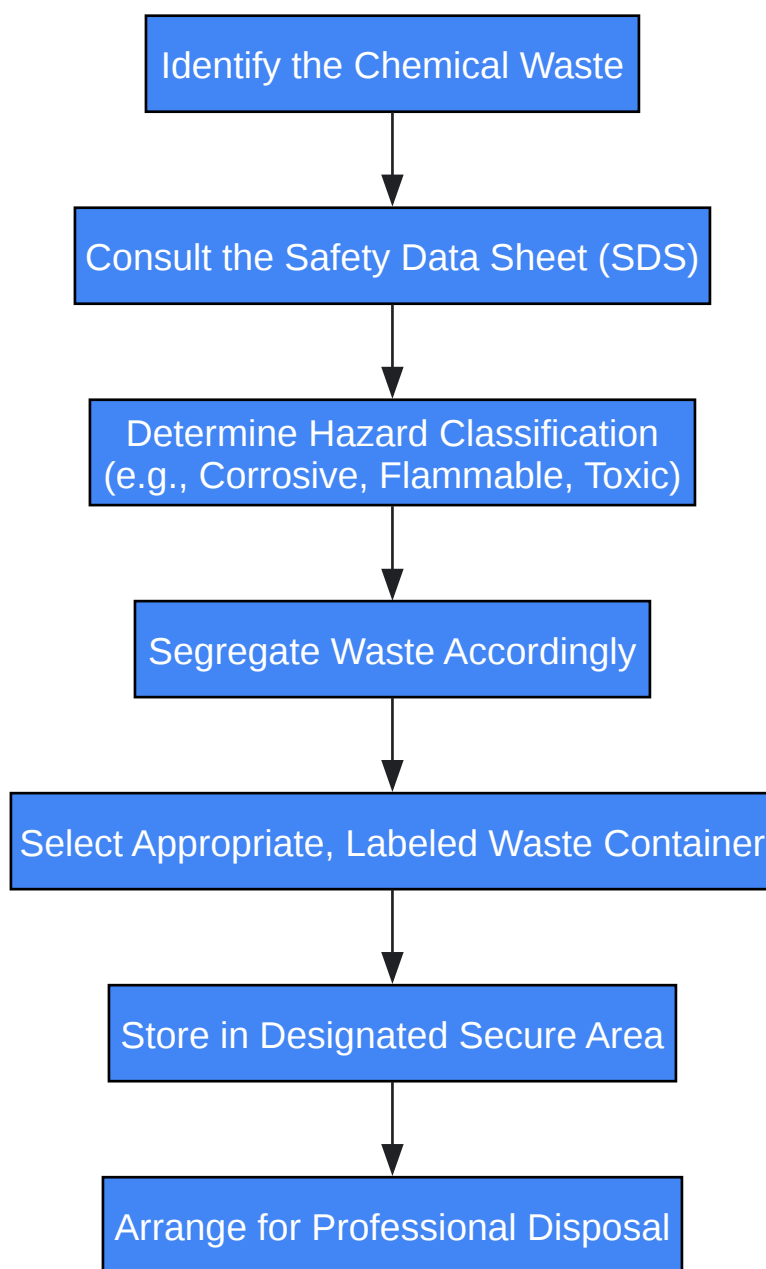 Identify the Chemical Waste
Consult the Safety Data Sheet (SDS)
Determine Hazard Classification
(e.g., Corrosive, Flammable, Toxic)
Segregate Waste Accordingly
Select Appropriate, Labeled Waste Container
Store in Designated Secure Area
Arrange for Professional Disposal